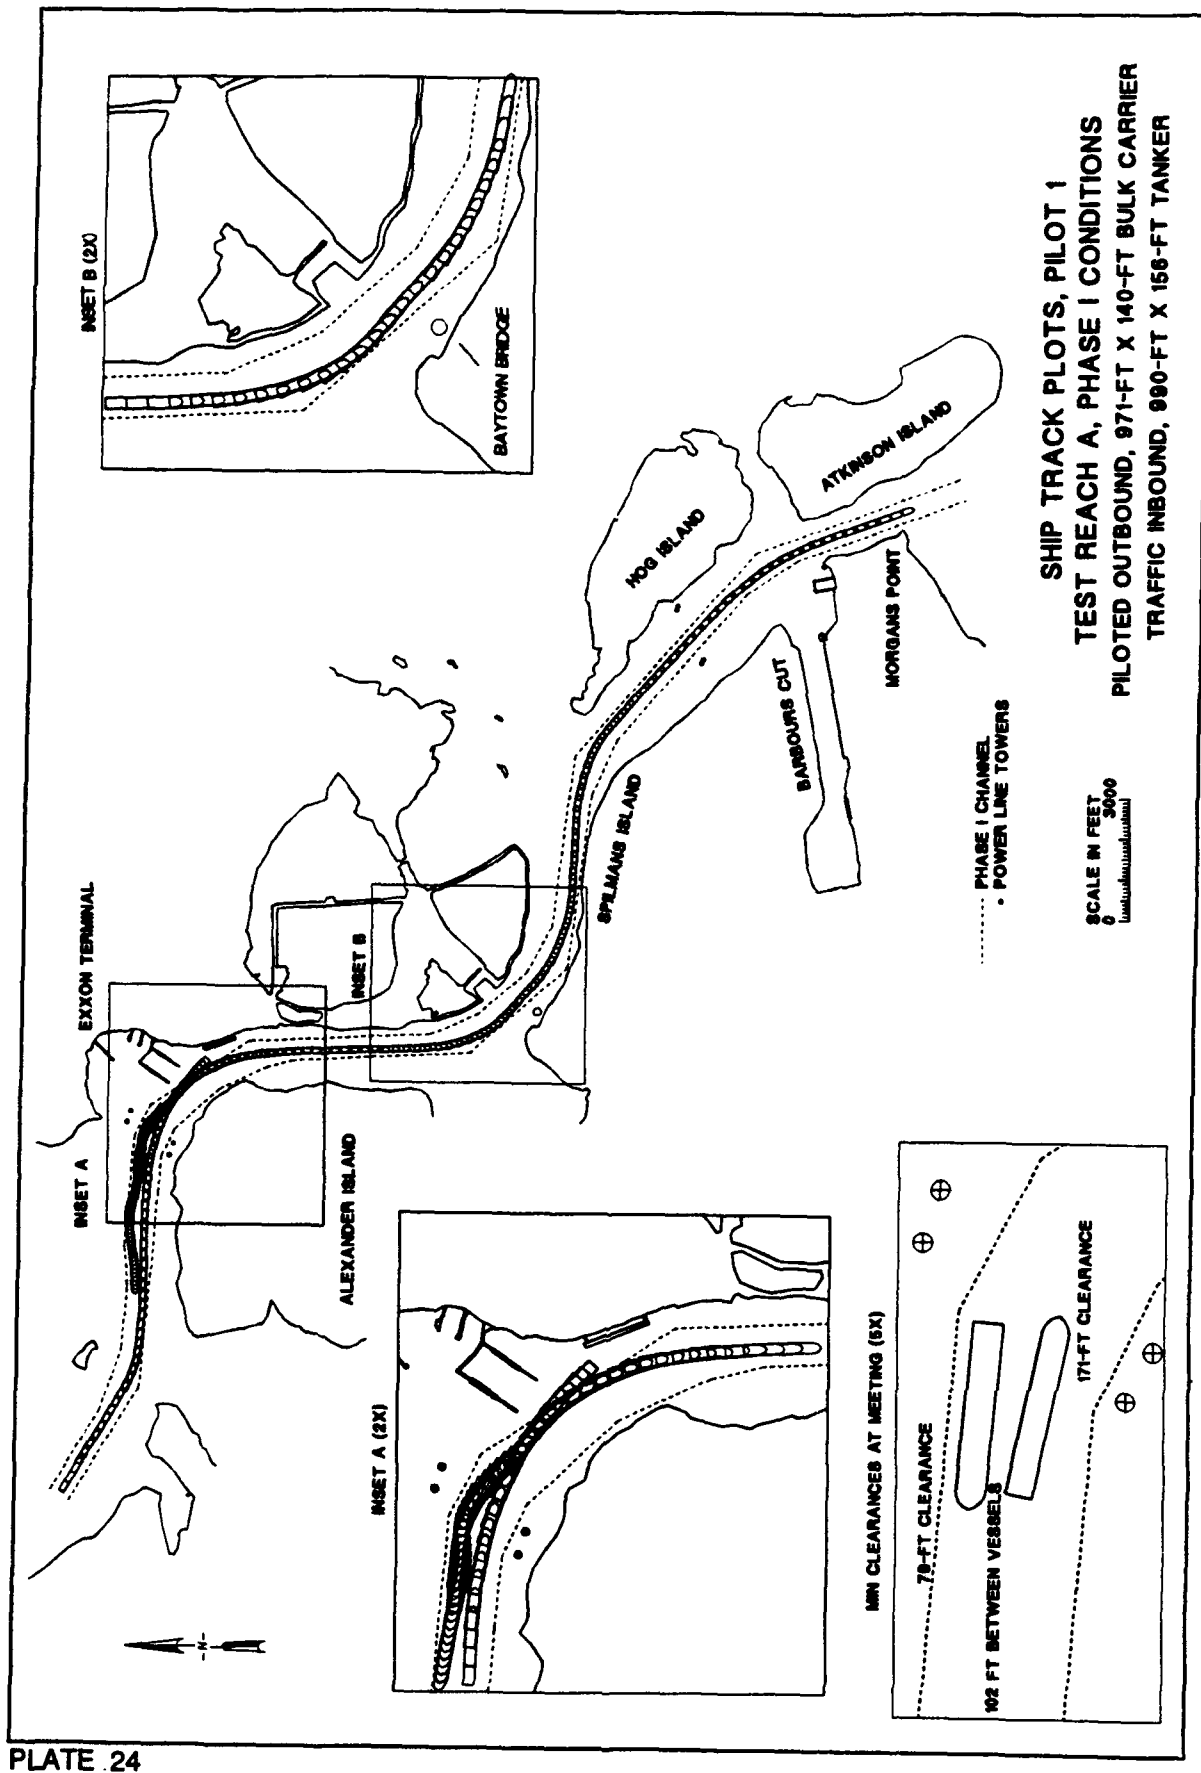 INSET A
EXXON TERMINAL
INSET B (2X)
ALEXANDER ISLAND
INSET B
BAYTOWN BRIDGE
SPILMANS ISLAND
HOG ISLAND
ATKINSON ISLAND
BARBOURS CUT
MORGANS POINT
INSET A (2X)
MIN CLEARANCES AT MEETING (5X)
79-FT CLEARANCE
102 FT BETWEEN VESSELS
171-FT CLEARANCE
-N-
PHASE I CHANNEL
• POWER LINE TOWERS
SCALE IN FEET
0 3000
SHIP TRACK PLOTS, PILOT 1
TEST REACH A, PHASE I CONDITIONS
PILOTED OUTBOUND, 971-FT X 140-FT BULK CARRIER
TRAFFIC INBOUND, 990-FT X 156-FT TANKER
PLATE 24